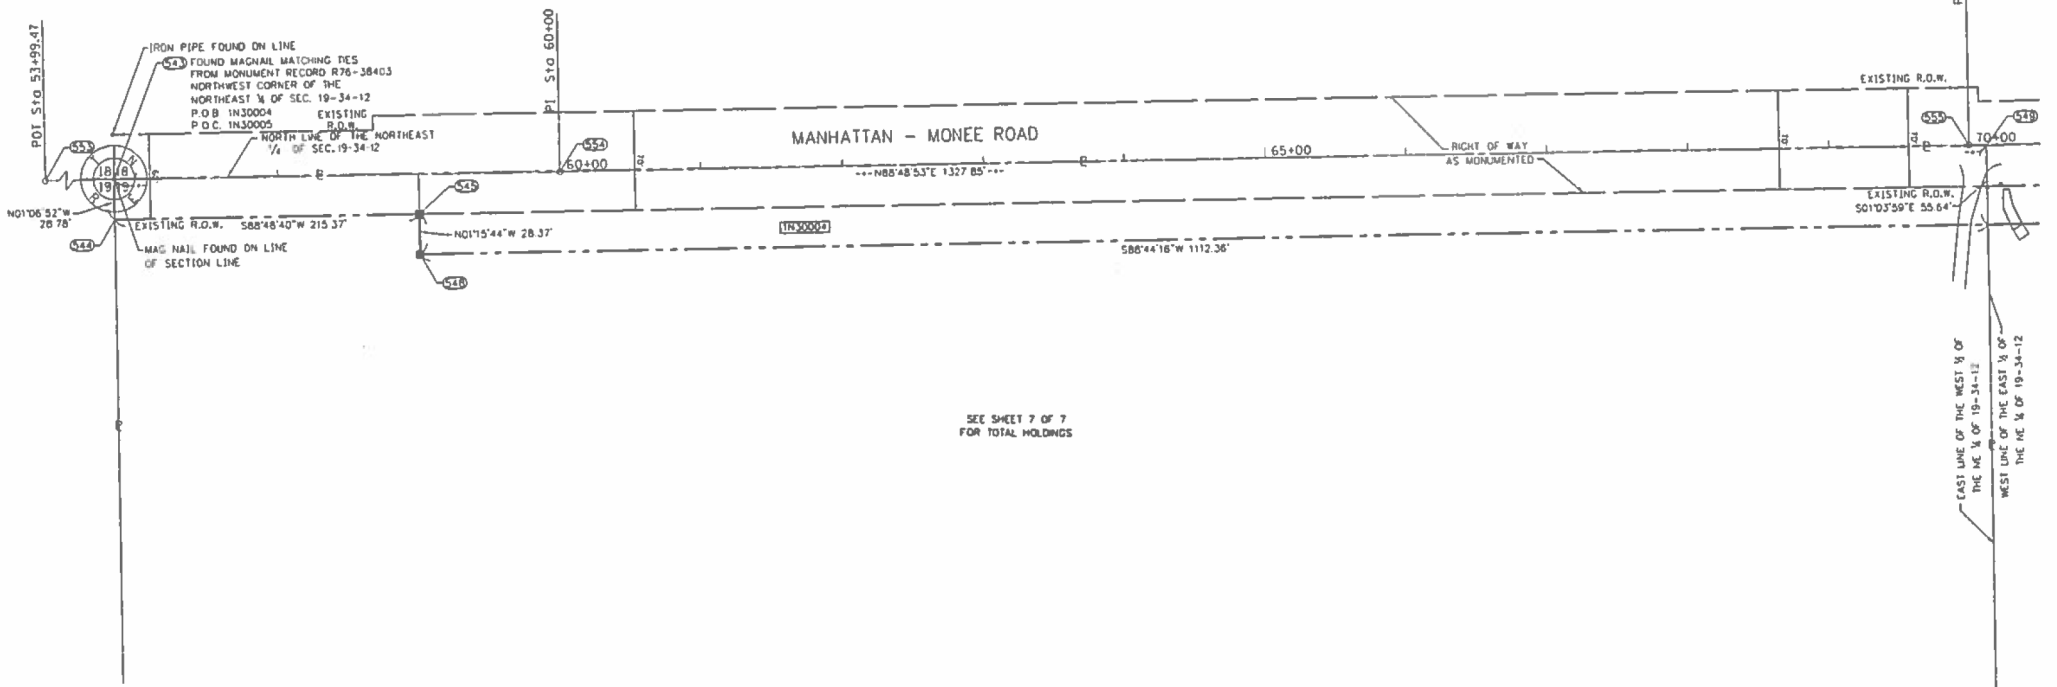 POT Sta 53+99.47
IRON PIPE FOUND ON LINE
543 FOUND MAGNAIL MATCHING TIES
FROM MONUMENT RECORD R76-38403
NORTHWEST CORNER OF THE
NORTHEAST ¼ OF SEC. 19-34-12
P.O.B 1N30004
P.O.C. 1N30005
EXISTING
R.O.W.
NORTH LINE OF THE NORTHEAST
1/4 OF SEC.19-34-12
553
18
19
N01°06'52"W
28.78'
544
EXISTING R.O.W.
S88°48'40"W 215.37'
MAG NAIL FOUND ON LINE
OF SECTION LINE
545
N01°15'44"W 28.37'
PI Sta 60+00
554
60+00
MANHATTAN - MONEE ROAD
N88°48'53"E 1327.85'
1N30004
65+00
RIGHT OF WAY
AS MONUMENTED
S88°44'16"W 1112.36'
EXISTING R.O.W.
555
549
70+00
EXISTING R.O.W.
S01°03'59"E 55.64'
SEE SHEET 7 OF 7
FOR TOTAL HOLDINGS
EAST LINE OF THE WEST ½ OF
THE NE ¼ OF 19-34-12
WEST LINE OF THE EAST ½ OF
THE NE ¼ OF 19-34-12